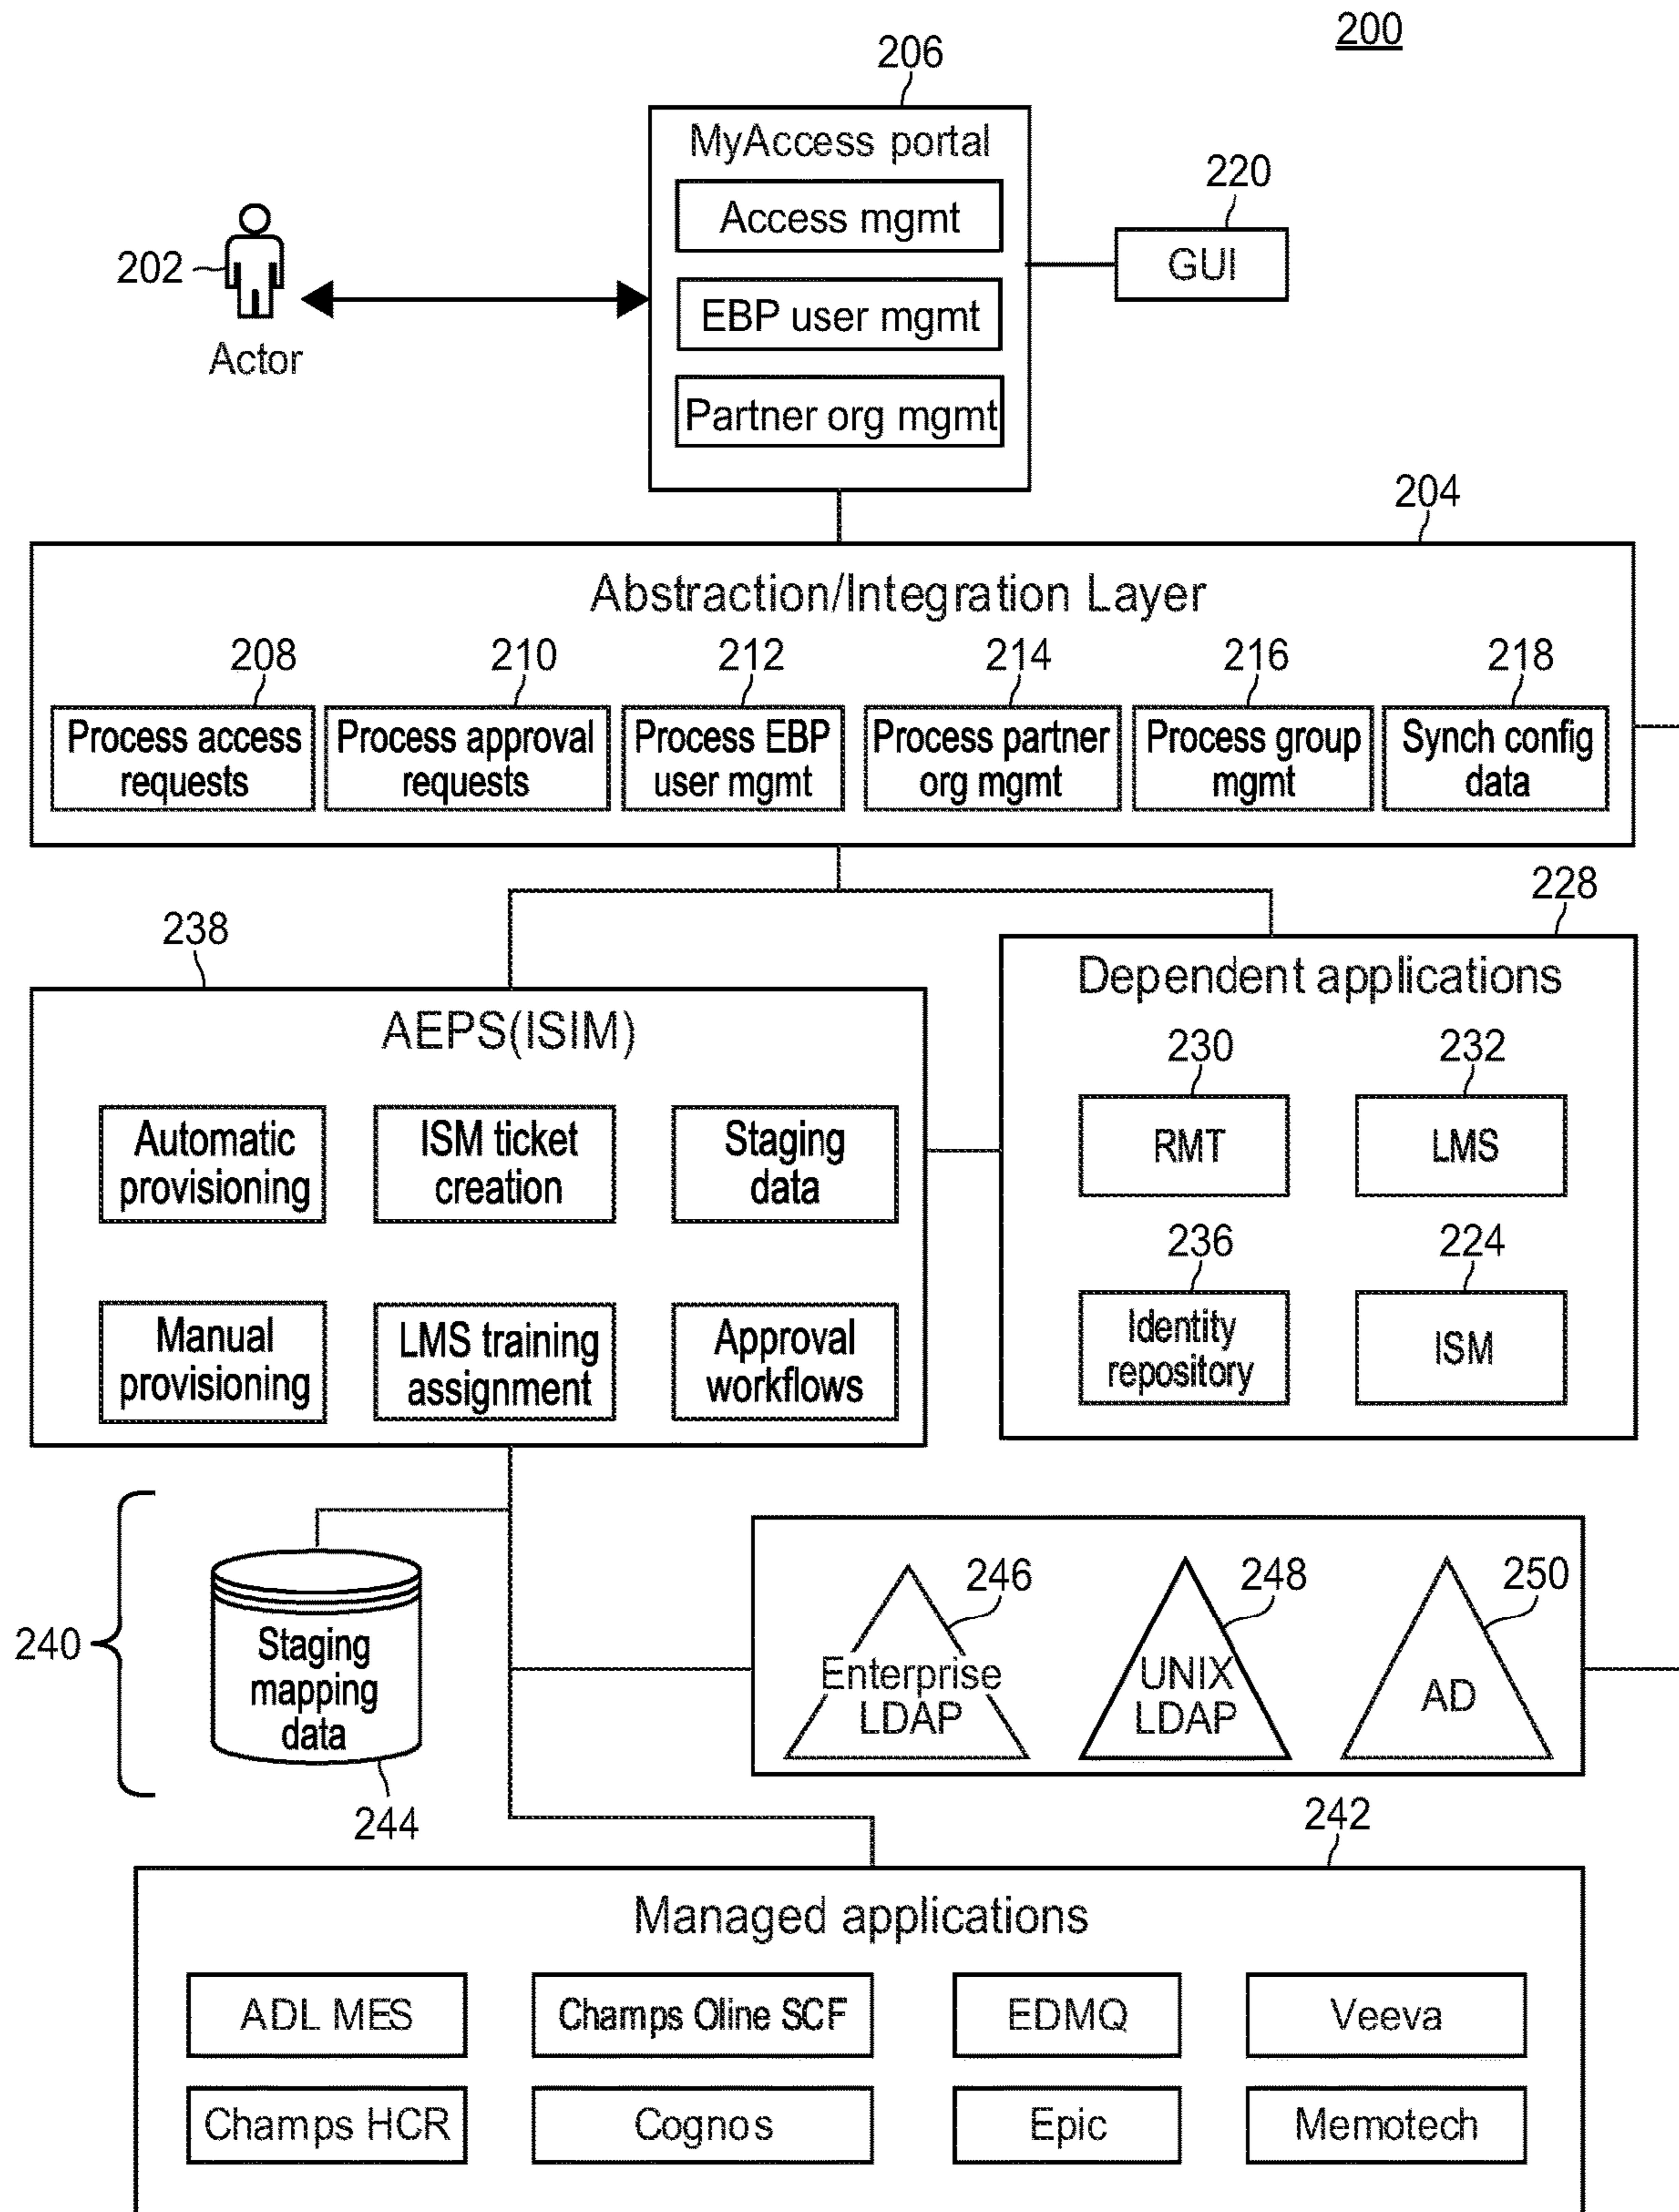 200
206
MyAccess portal
Access mgmt
EBP user mgmt
Partner org mgmt
220
GUI
202
Actor
204
Abstraction/Integration Layer
208
210
212
214
216
218
Process access
requests
Process approval
requests
Process EBP
user mgmt
Process partner
org mgmt
Process group
mgmt
Synch config
data
238
AEPS(ISIM)
Automatic
provisioning
ISM ticket
creation
Staging
data
Manual
provisioning
LMS training
assignment
Approval
workflows
228
Dependent applications
230
RMT
232
LMS
236
Identity
repository
224
ISM
240
Staging
mapping
data
244
246
Enterprise
LDAP
248
UNIX
LDAP
250
AD
242
Managed applications
ADL MES
Champs Oline SCF
EDMQ
Veeva
Champs HCR
Cognos
Epic
Memotech